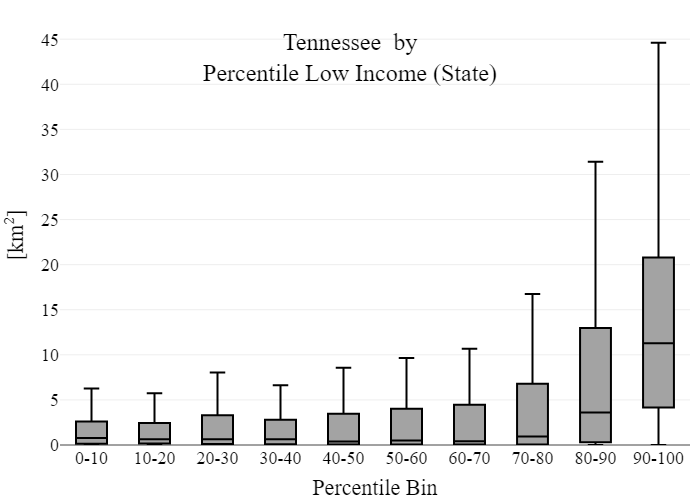 Tennessee by
Percentile Low Income (State)
45
40
35
30
25
20
15
10
5
0
[km²]
0-10 10-20 20-30 30-40 40-50 50-60 60-70 70-80 80-90 90-100
Percentile Bin